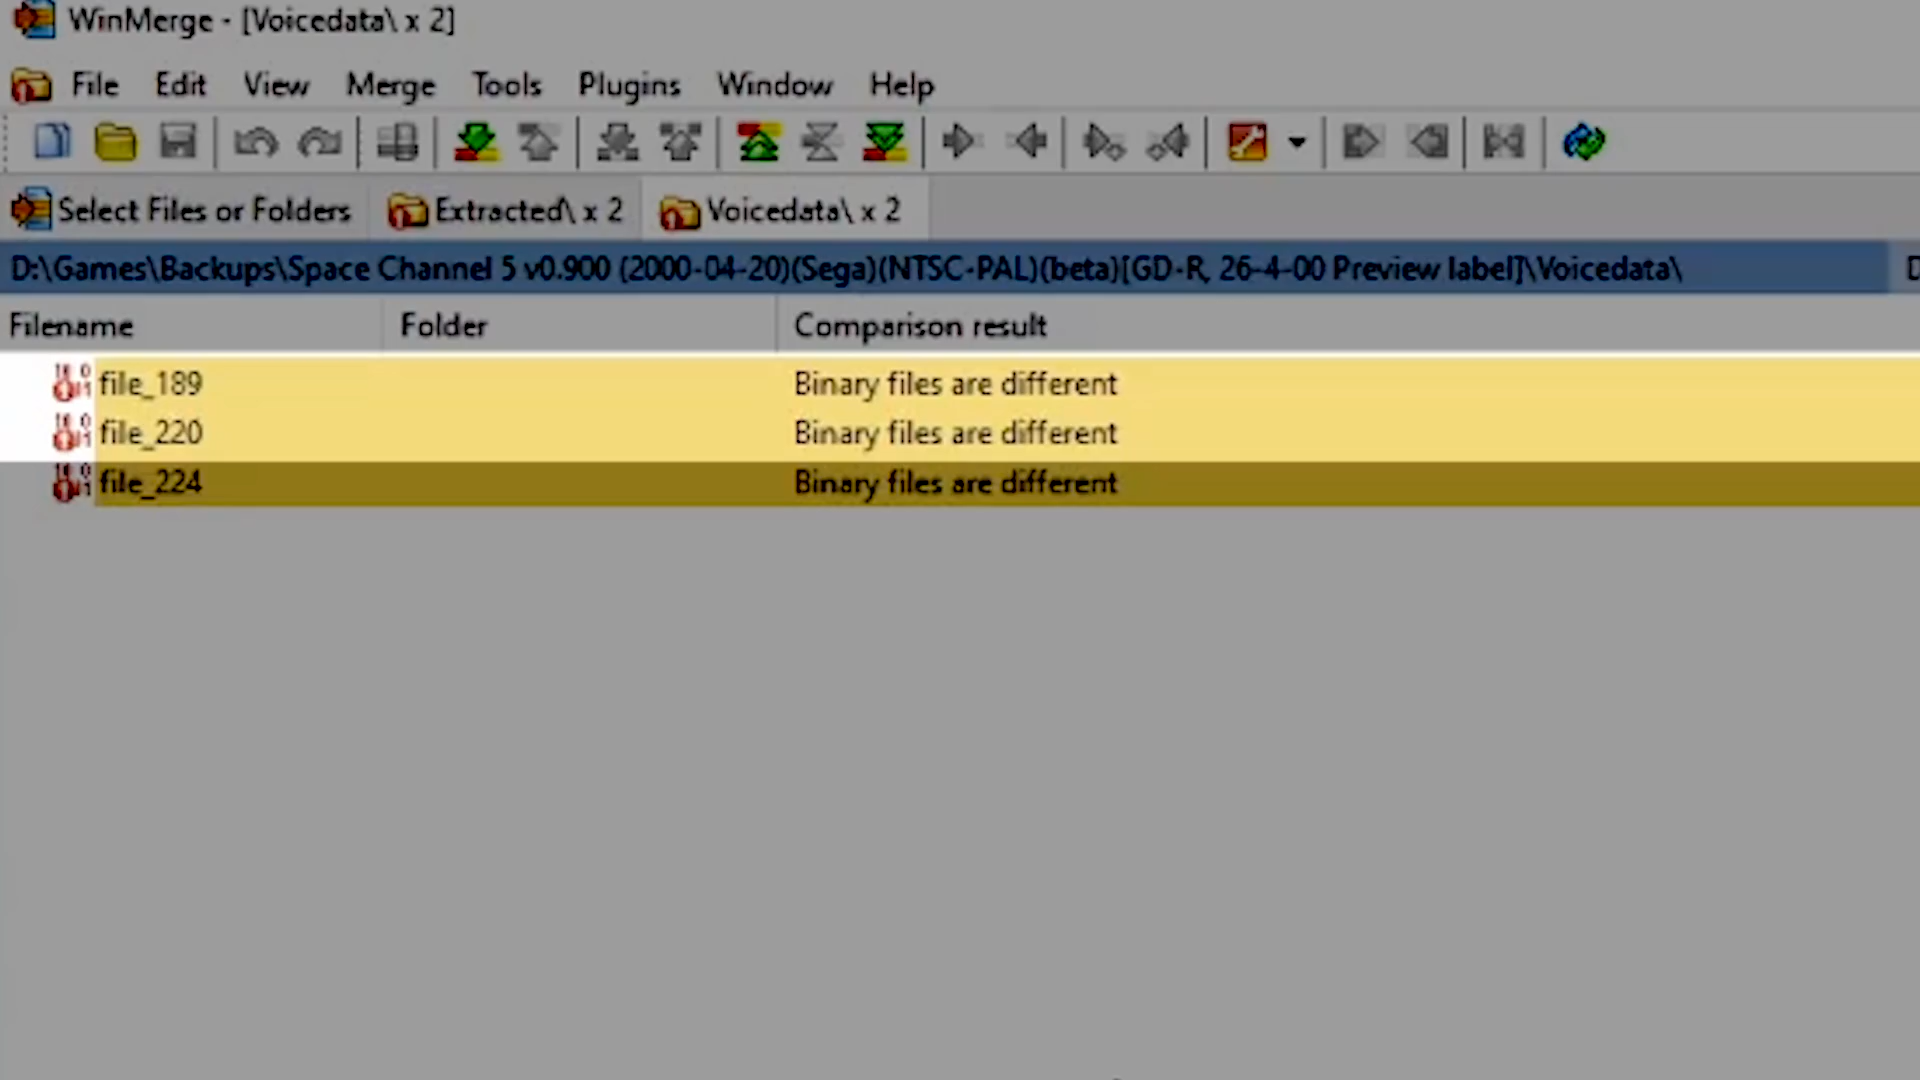 WinMerge - [Voicedata\ x 2]
File Edit View Merge Tools Plugins Window Help
Select Files or Folders Extracted\ x 2 Voicedata\ x 2
D:\Games\Backups\Space Channel 5 v0.900 (2000-04-20)(Sega)(NTSC-PAL)(beta)[GD-R, 26-4-00 Preview label]\Voicedata\ D
Filename Folder Comparison result
file_189 Binary files are different
file_220 Binary files are different
file_224 Binary files are different